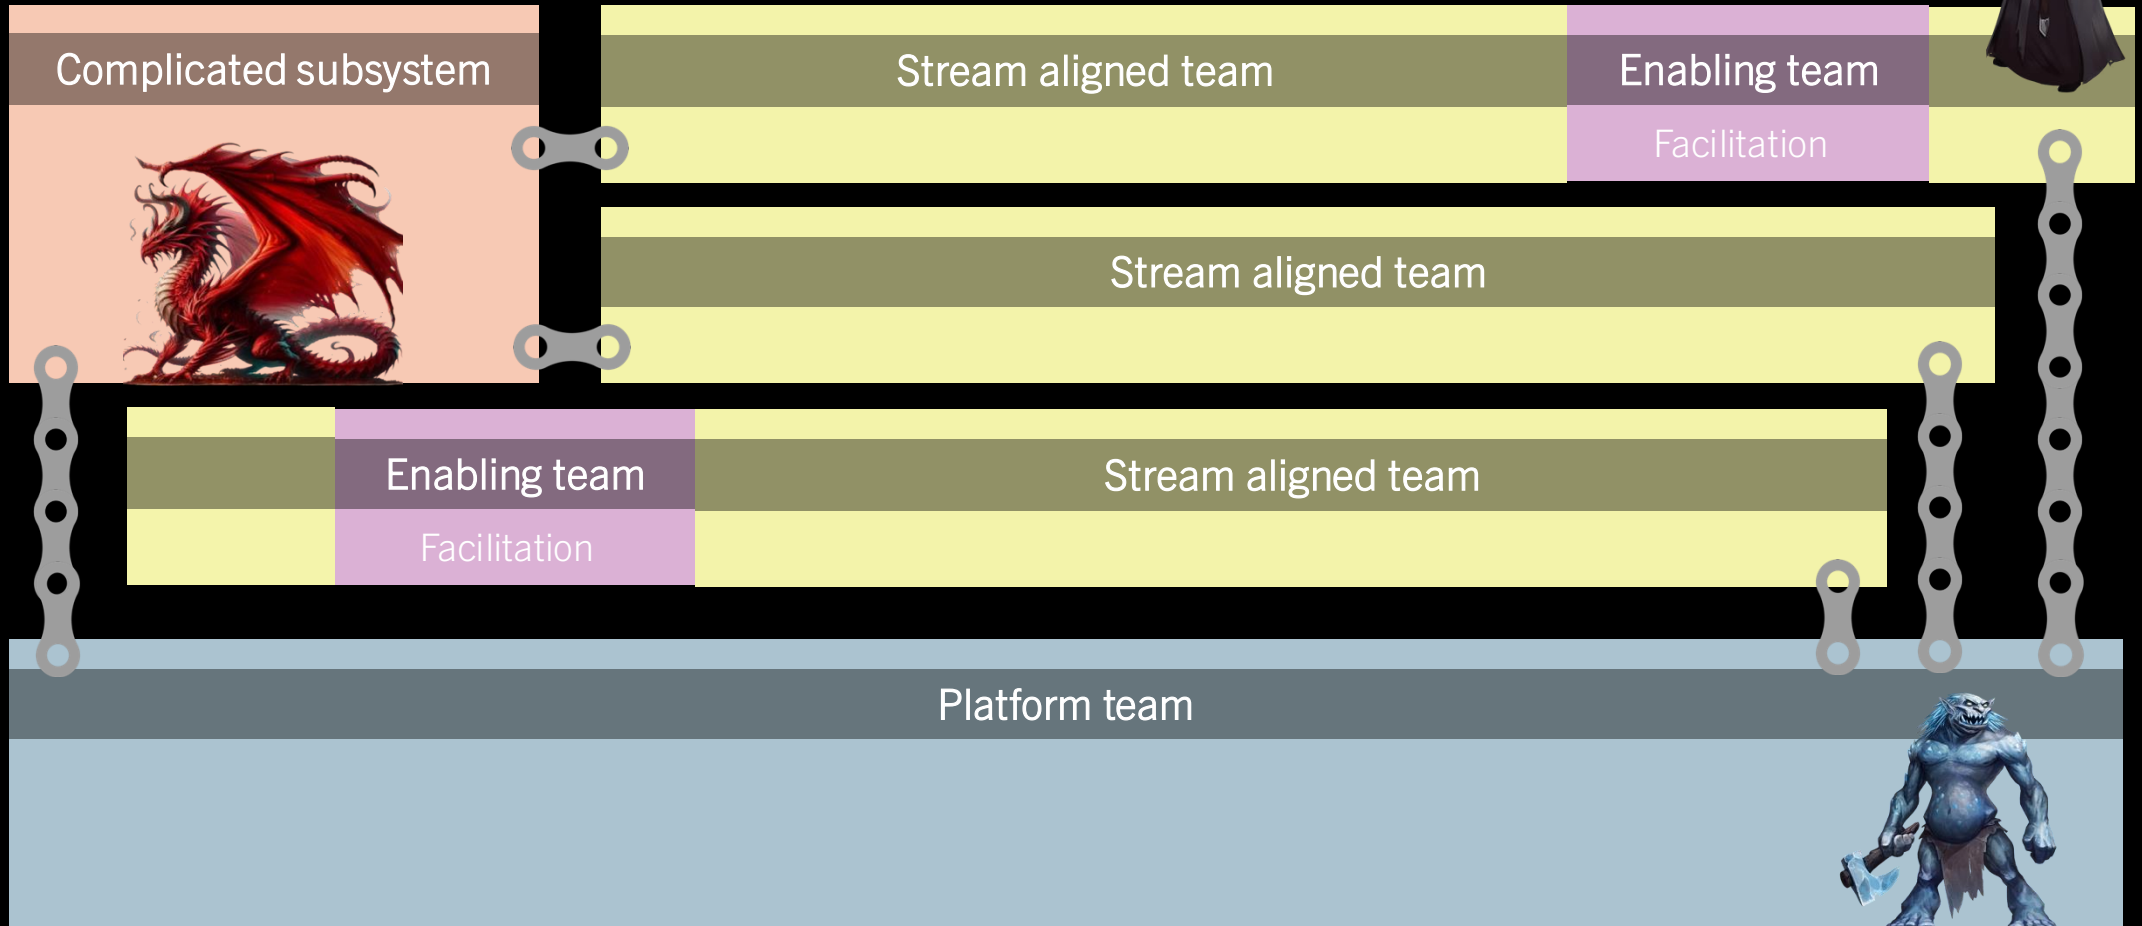 Complicated subsystem
Stream aligned team
Enabling team
Facilitation
Stream aligned team
Enabling team
Facilitation
Stream aligned team
Platform team